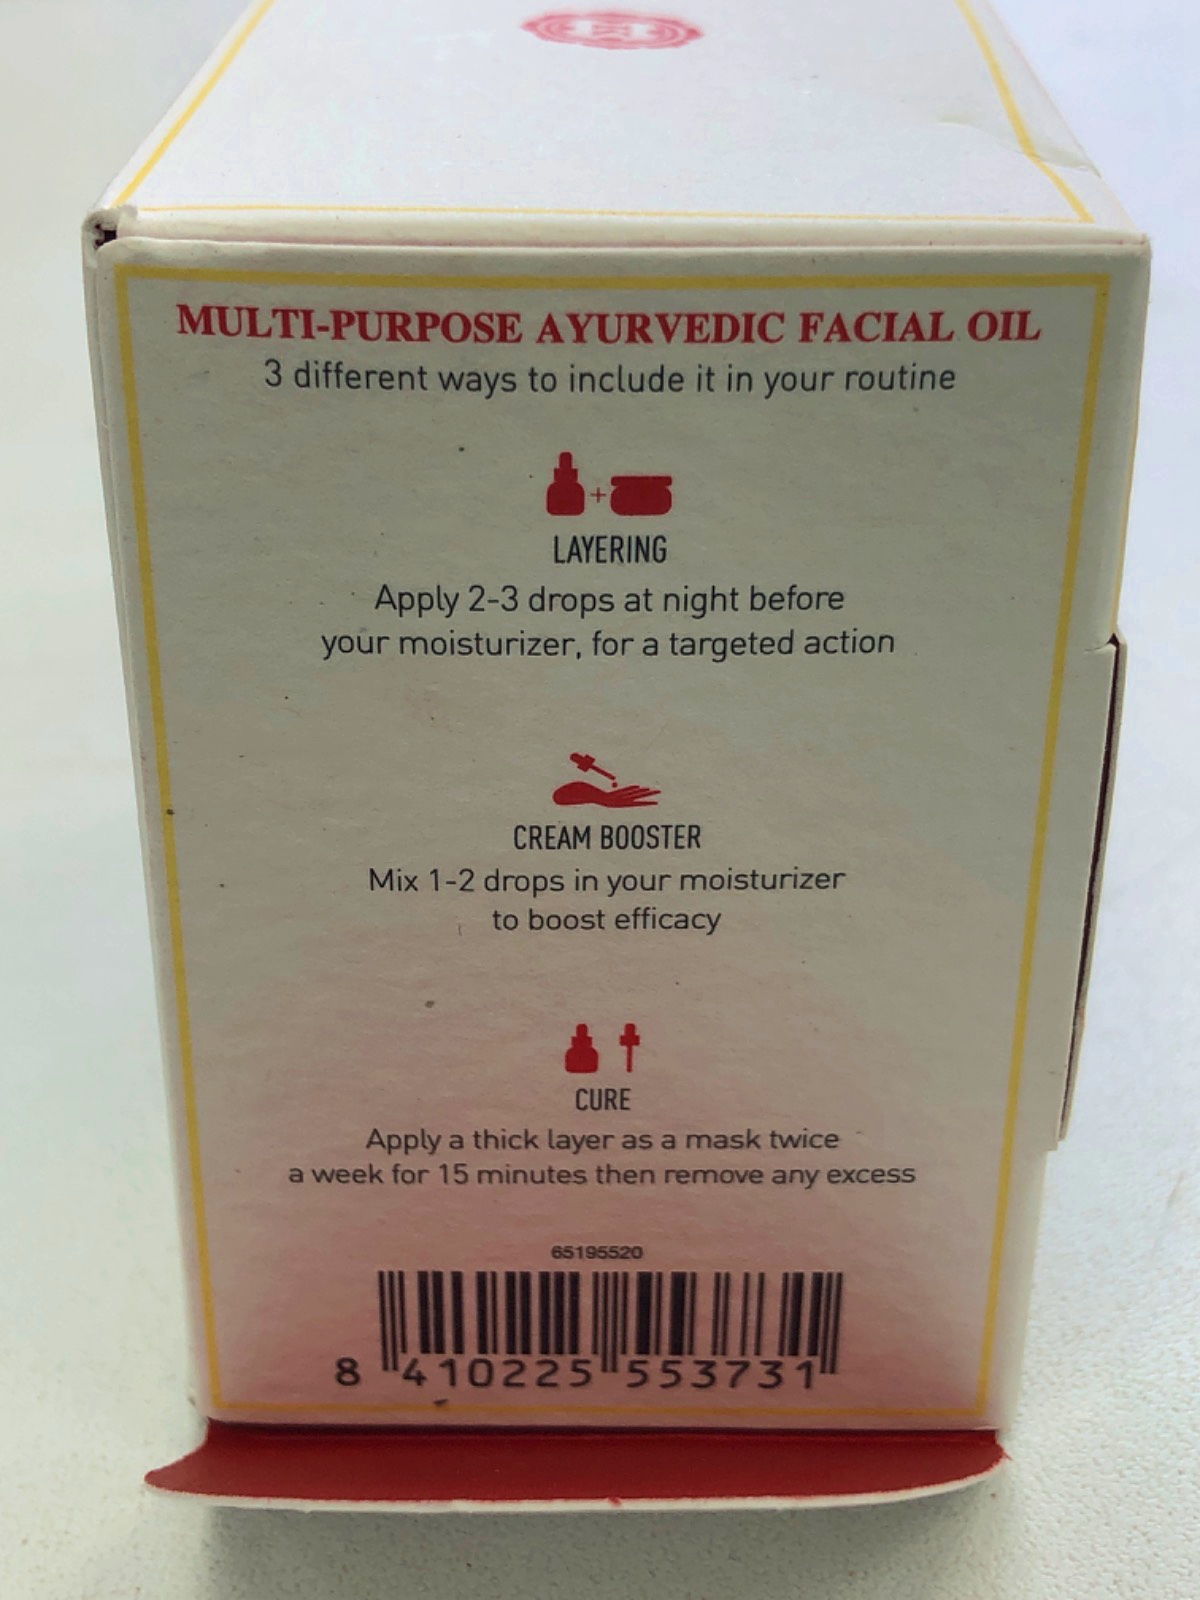 MULTI-PURPOSE AYURVEDIC FACIAL OIL
3 different ways to include it in your routine
LAYERING
Apply 2-3 drops at night before
your moisturizer, for a targeted action
CREAM BOOSTER
Mix 1-2 drops in your moisturizer
to boost efficacy
CURE
Apply a thick layer as a mask twice
a week for 15 minutes then remove any excess
65195520
8 410225 553731